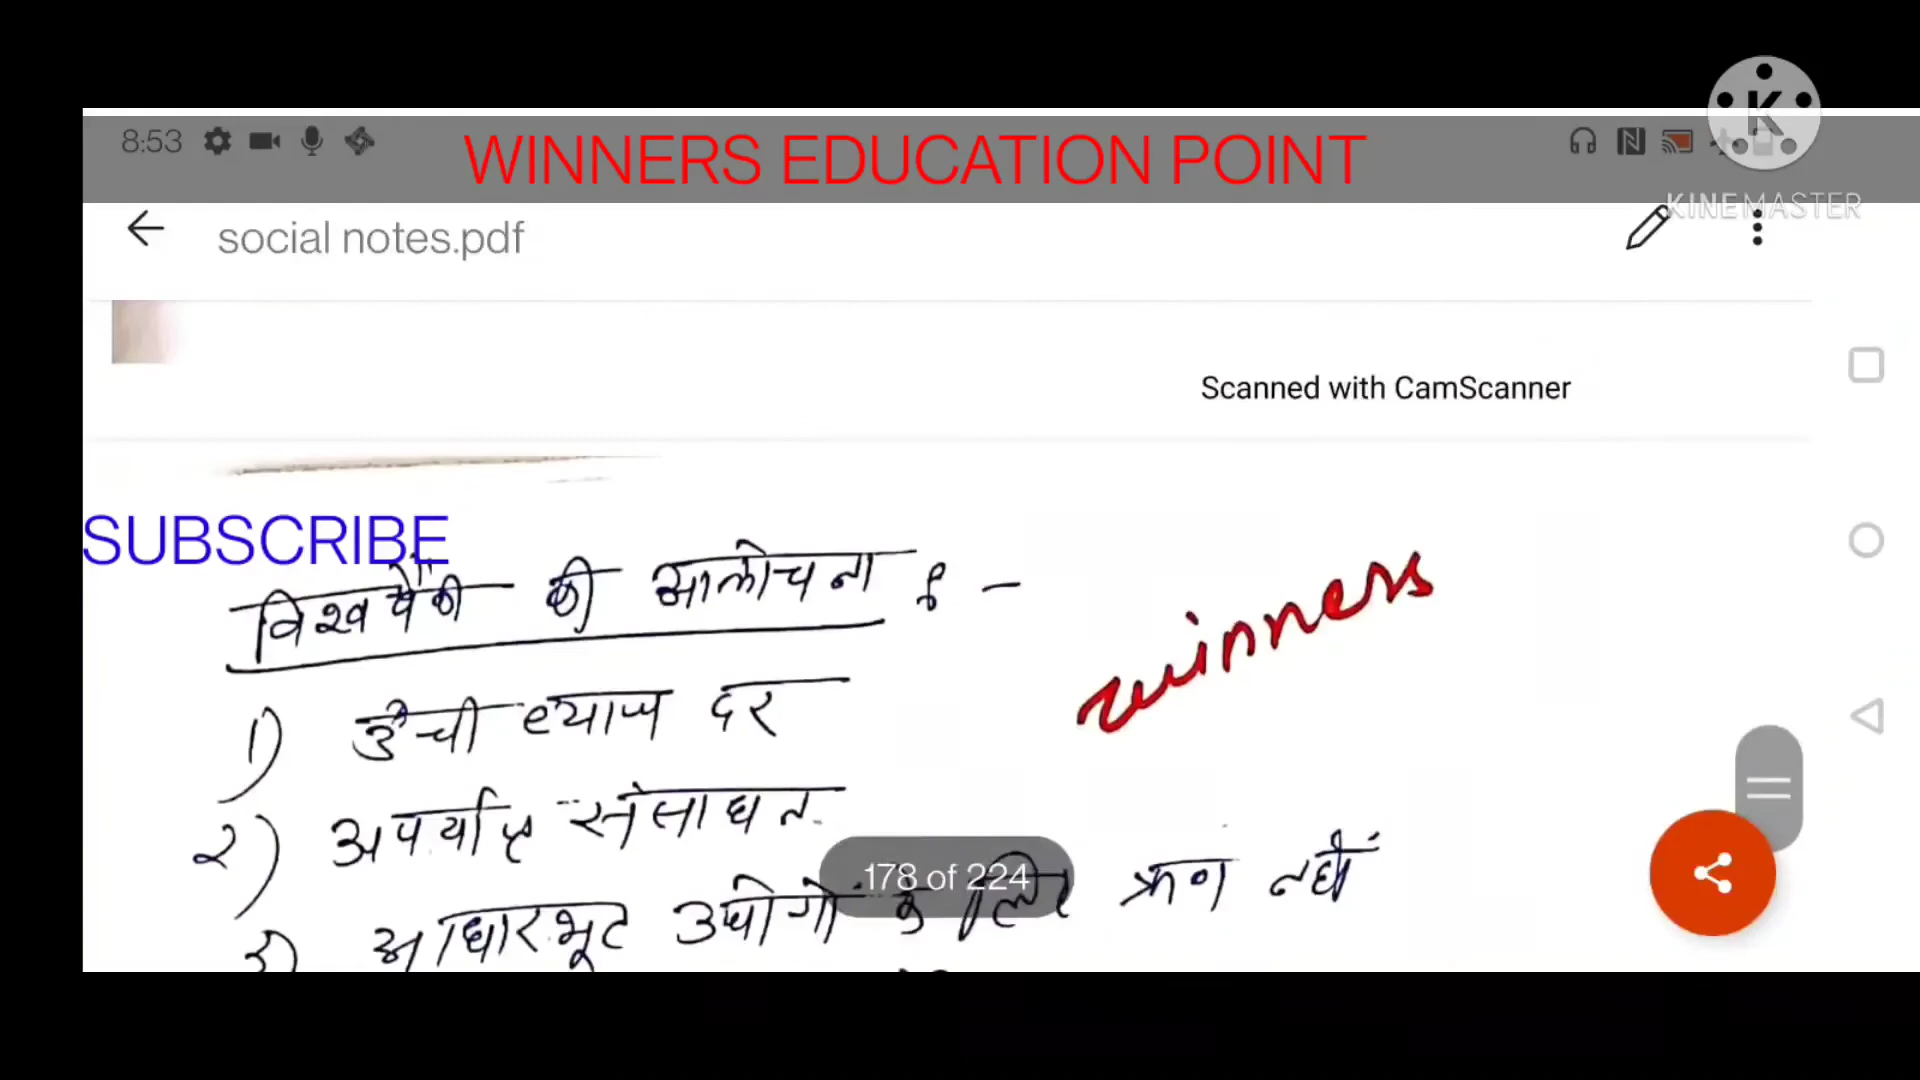 8:53
WINNERS EDUCATION POINT
KINEMASTER
social notes.pdf
Scanned with CamScanner
SUBSCRIBE
विश्व बैंक की आलोचना :-
winners
1) ऊँची ब्याज दर
2) अपर्याप्त संसाधन
178 of 224
3) आधारभूत उद्योगों के लिए ऋण नहीं